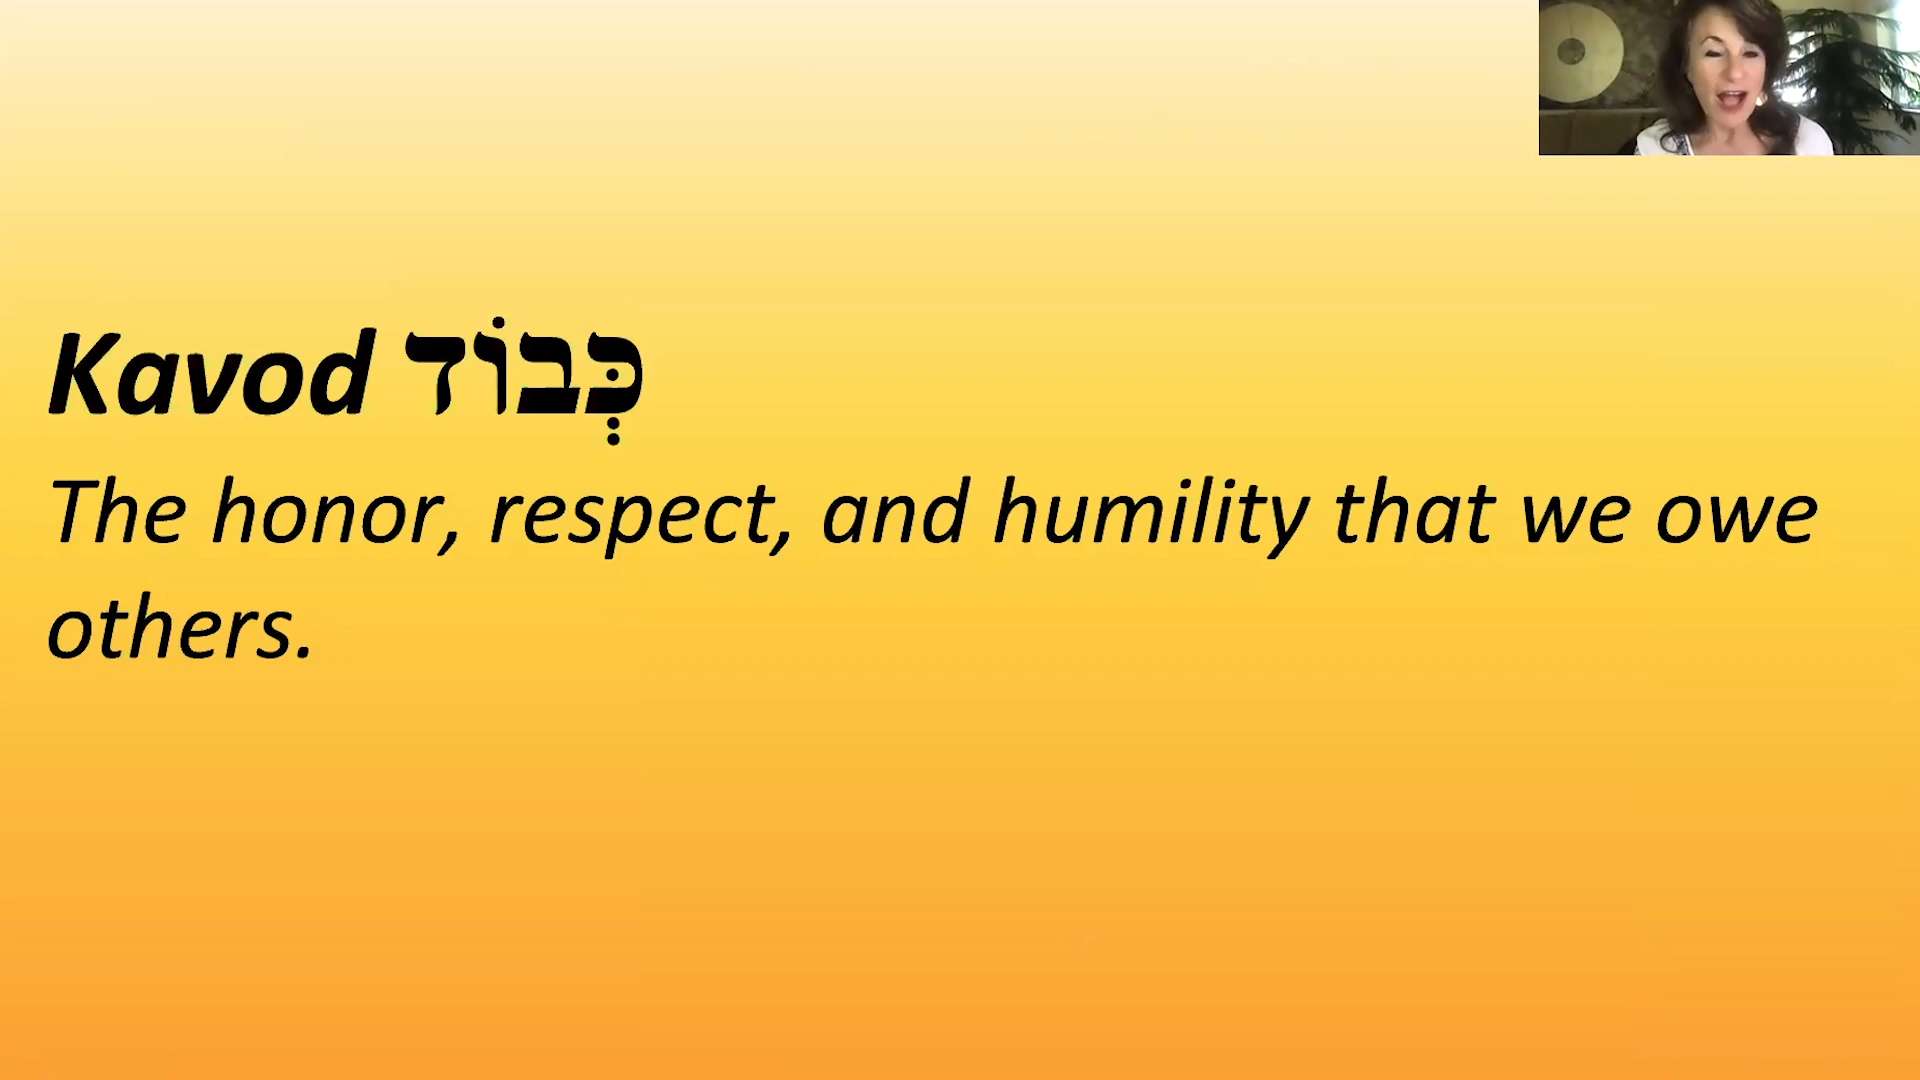 Kavod כְּבוֹד
The honor, respect, and humility that we owe
others.